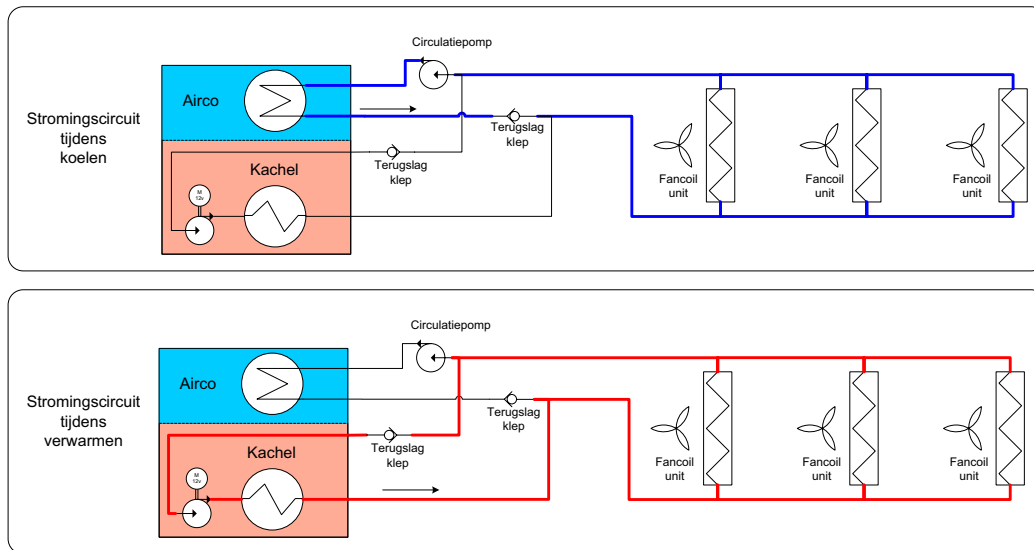 Circulatiepomp
Airco
Stromingscircuit
tijdens
koelen
Terugslag
klep
Terugslag
klep
Kachel
M
12v
Fancoil
unit
Fancoil
unit
Fancoil
unit
Circulatiepomp
Airco
Stromingscircuit
tijdens
verwarmen
Terugslag
klep
Terugslag
klep
Kachel
M
12v
Fancoil
unit
Fancoil
unit
Fancoil
unit